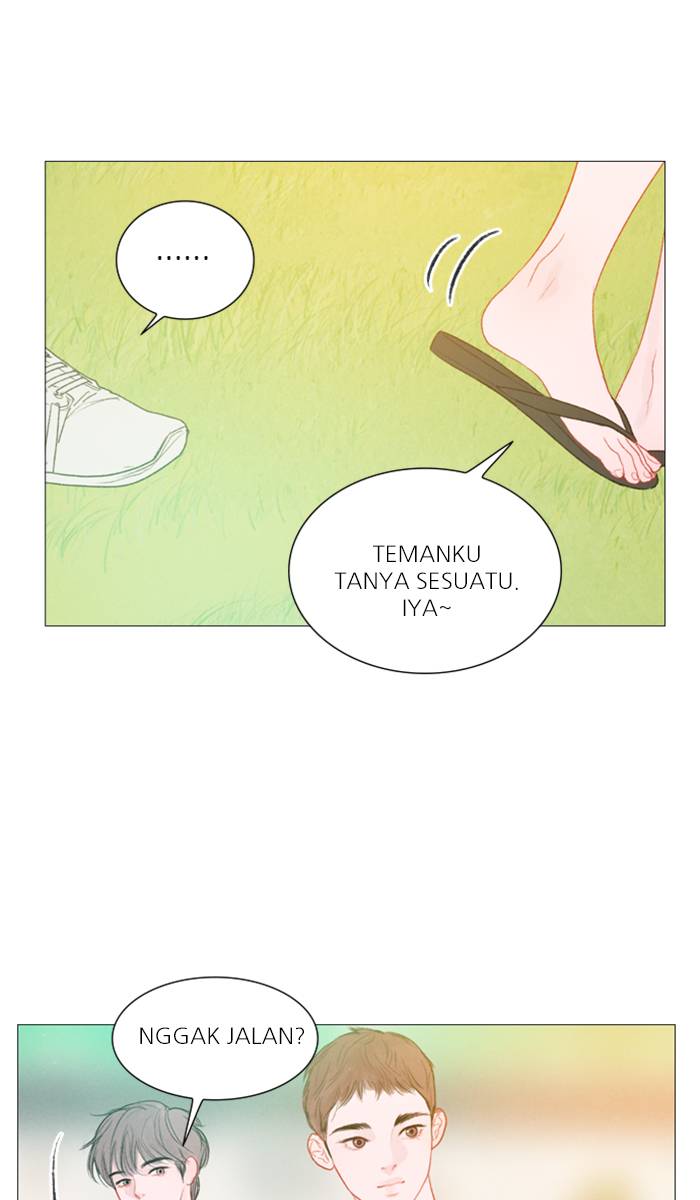 ......
TEMANKU
TANYA SESUATU.
IYA~
NGGAK JALAN?